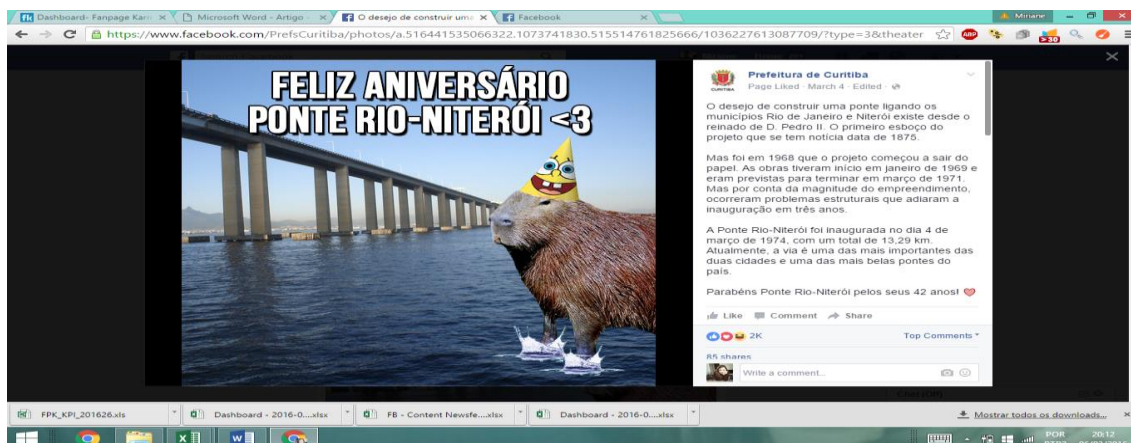 Dashboard- Fanpage Kar
Microsoft Word - Artigo -
O desejo de construir uma
Facebook
Miriane
https://www.facebook.com/PrefsCuritiba/photos/a.516441535066322.1073741830.515514761825666/1036227613087709/?type=3&theater
ABP
>30
FELIZ ANIVERSÁRIO
PONTE RIO-NITERÓI <3
CURITIBA
Prefeitura de Curitiba
Page Liked · March 4 · Edited ·
O desejo de construir uma ponte ligando os
municípios Rio de Janeiro e Niterói existe desde o
reinado de D. Pedro II. O primeiro esboço do
projeto que se tem notícia data de 1875.
Mas foi em 1968 que o projeto começou a sair do
papel. As obras tiveram início em janeiro de 1969 e
eram previstas para terminar em março de 1971.
Mas por conta da magnitude do empreendimento,
ocorreram problemas estruturais que adiaram a
inauguração em três anos.
A Ponte Rio-Niterói foi inaugurada no dia 4 de
março de 1974, com um total de 13,29 km.
Atualmente, a via é uma das mais importantes das
duas cidades e uma das mais belas pontes do
país.
Parabéns Ponte Rio-Niterói pelos seus 42 anos!
Like Comment Share
2K Top Comments
85 shares
Write a comment...
FPK_KPI_201626.xls
Dashboard - 2016-0....xlsx
FB - Content Newsfe....xlsx
Dashboard - 2016-0....xlsx
Mostrar todos os downloads...
POR 20:12